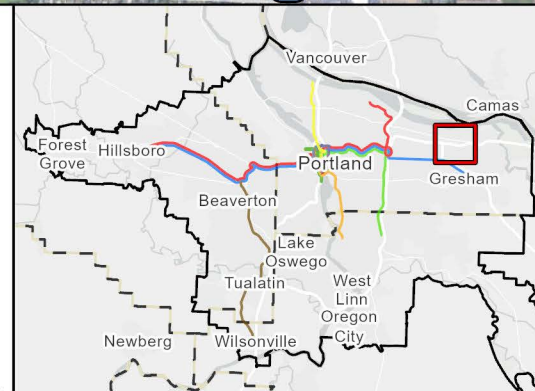 Vancouver
Camas
Forest
Grove
Hillsboro
Portland
Gresham
Beaverton
Lake
Oswego
Tualatin
West
Linn
Oregon
City
Newberg
Wilsonville